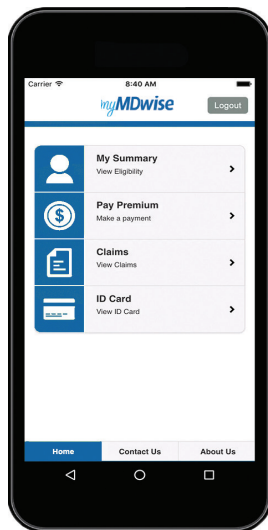 Carrier 8:40 AM
myMDwise
Logout
My Summary
View Eligibility
$
Pay Premium
Make a payment
Claims
View Claims
ID Card
View ID Card
Home Contact Us About Us